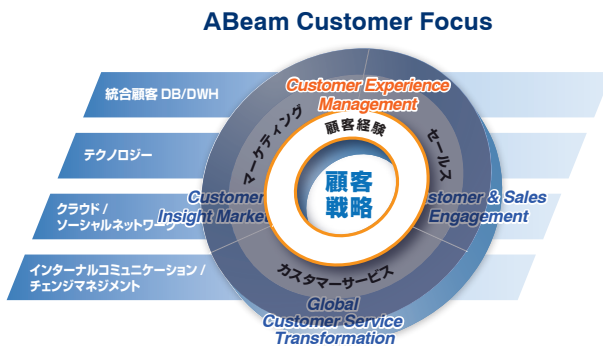 ABeam Customer Focus
統合顧客 DB/DWH
テクノロジー
クラウド /
ソーシャルネットワーク
インターナルコミュニケーション /
チェンジマネジメント
Customer Experience
Management
マーケティング
顧客経験
セールス
顧客
戦略
Customer
Insight Market
stomer & Sales
Engagement
カスタマーサービス
Global
Customer Service
Transformation